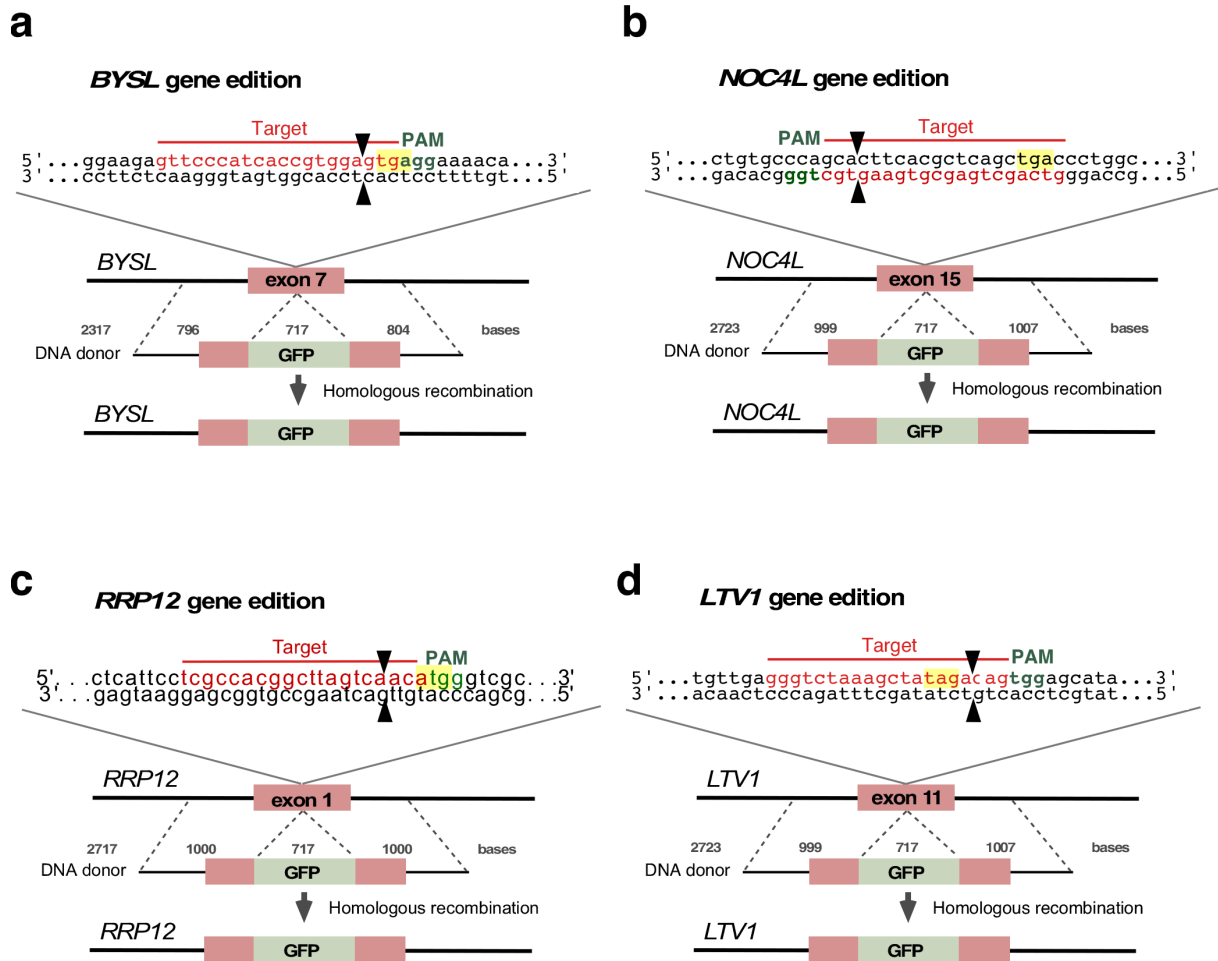 a
BYSL gene edition
Target
PAM
5'...ggaagagttcccatcaccgtggagtgaggaaaaca...3'
3'...ccttctcaagggtagtggcacctcactccttttgt...5'
BYSL
exon 7
2317 796 717 804 bases
DNA donor
GFP
Homologous recombination
BYSL
GFP
b
NOC4L gene edition
PAM
Target
5'...ctgtgcccagcacttcacgctcagctgaccctggc...3'
3'...gacacgggtcgtgaagtgcgagtcgactgggaccg...5'
NOC4L
exon 15
2723 999 717 1007 bases
DNA donor
GFP
Homologous recombination
NOC4L
GFP
c
RRP12 gene edition
Target
PAM
5'...ctcattcctcgccacggcttagtcaacatgggtcgc...3'
3'...gagtaaggagcggtgccgaatcagttgtacccagcg...5'
RRP12
exon 1
2717 1000 717 1000 bases
DNA donor
GFP
Homologous recombination
RRP12
GFP
d
LTV1 gene edition
Target
PAM
5'...tgttgagggtctaaagctatagacagtggagcata...3'
3'...acaactcccagatttcgatatctgtcacctcgtat...5'
LTV1
exon 11
2723 999 717 1007 bases
DNA donor
GFP
Homologous recombination
LTV1
GFP